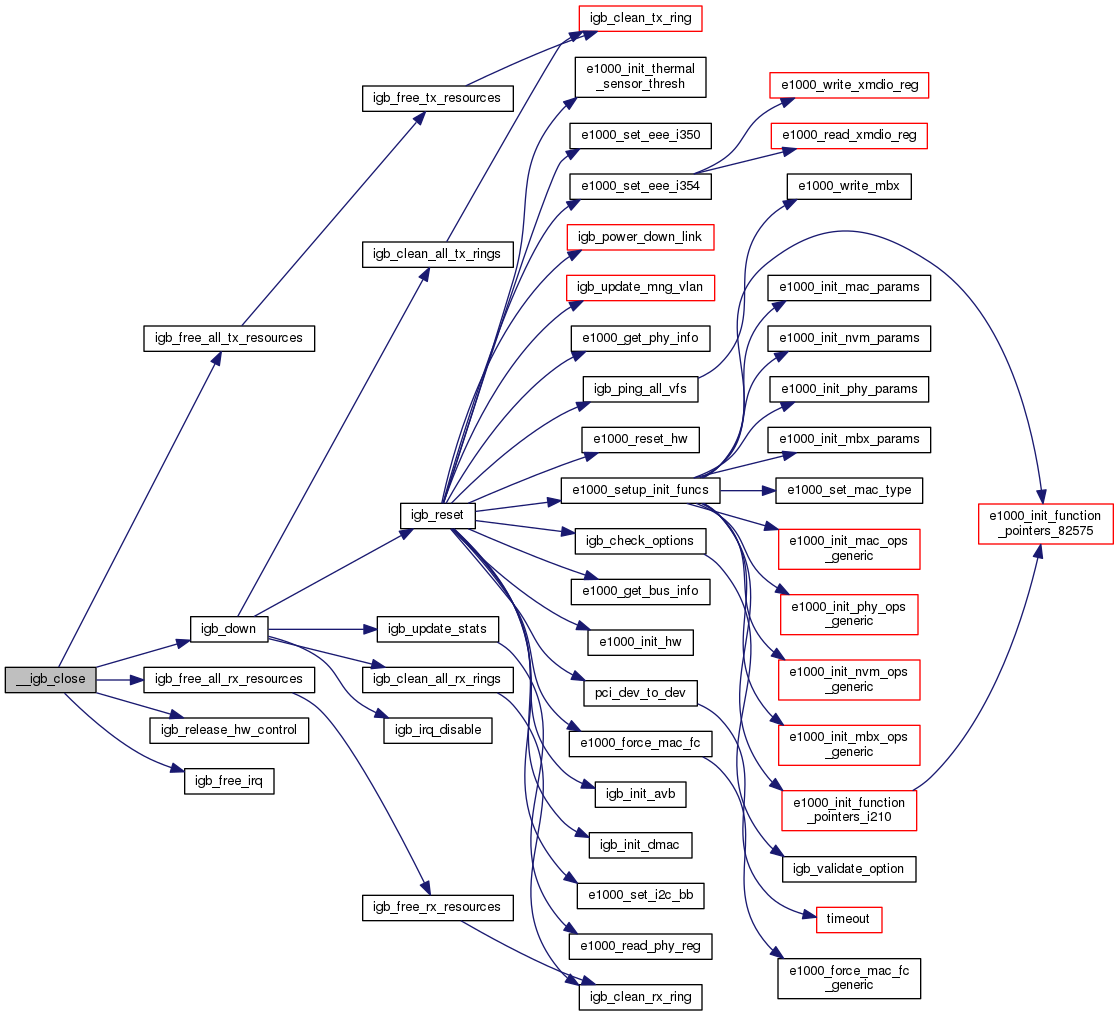 __igb_close
igb_free_all_tx_resources
igb_down
igb_free_all_rx_resources
igb_release_hw_control
igb_free_irq
igb_free_tx_resources
igb_clean_all_tx_rings
igb_reset
igb_update_stats
igb_clean_all_rx_rings
igb_irq_disable
igb_free_rx_resources
igb_clean_tx_ring
e1000_init_thermal
_sensor_thresh
e1000_set_eee_i350
e1000_set_eee_i354
igb_power_down_link
igb_update_mng_vlan
e1000_get_phy_info
igb_ping_all_vfs
e1000_reset_hw
e1000_setup_init_funcs
igb_check_options
e1000_get_bus_info
e1000_init_hw
pci_dev_to_dev
e1000_force_mac_fc
igb_init_avb
igb_init_dmac
e1000_set_i2c_bb
e1000_read_phy_reg
igb_clean_rx_ring
e1000_write_xmdio_reg
e1000_read_xmdio_reg
e1000_write_mbx
e1000_init_mac_params
e1000_init_nvm_params
e1000_init_phy_params
e1000_init_mbx_params
e1000_set_mac_type
e1000_init_mac_ops
_generic
e1000_init_phy_ops
_generic
e1000_init_nvm_ops
_generic
e1000_init_mbx_ops
_generic
e1000_init_function
_pointers_i210
igb_validate_option
timeout
e1000_force_mac_fc
_generic
e1000_init_function
_pointers_82575